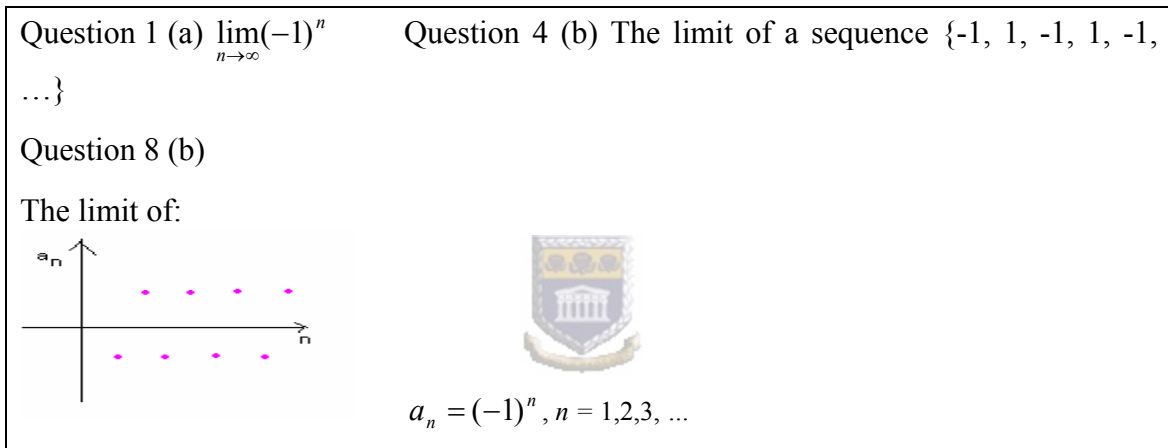 Question 1 (a) lim n→∞ (−1)^n Question 4 (b) The limit of a sequence {-1, 1, -1, 1, -1,
…}
Question 8 (b)
The limit of:
a_n
n
a_n = (−1)^n , n = 1,2,3, ...